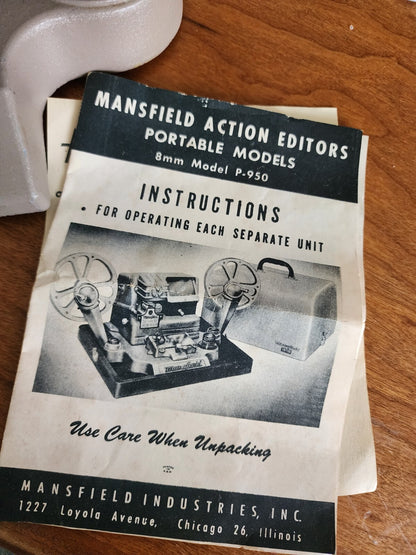 MANSFIELD ACTION EDITORS
PORTABLE MODELS
8mm Model P-950
INSTRUCTIONS
• FOR OPERATING EACH SEPARATE UNIT
Mansfield
Use Care When Unpacking
MANSFIELD INDUSTRIES, INC.
1227 Loyola Avenue, Chicago 26, Illinois